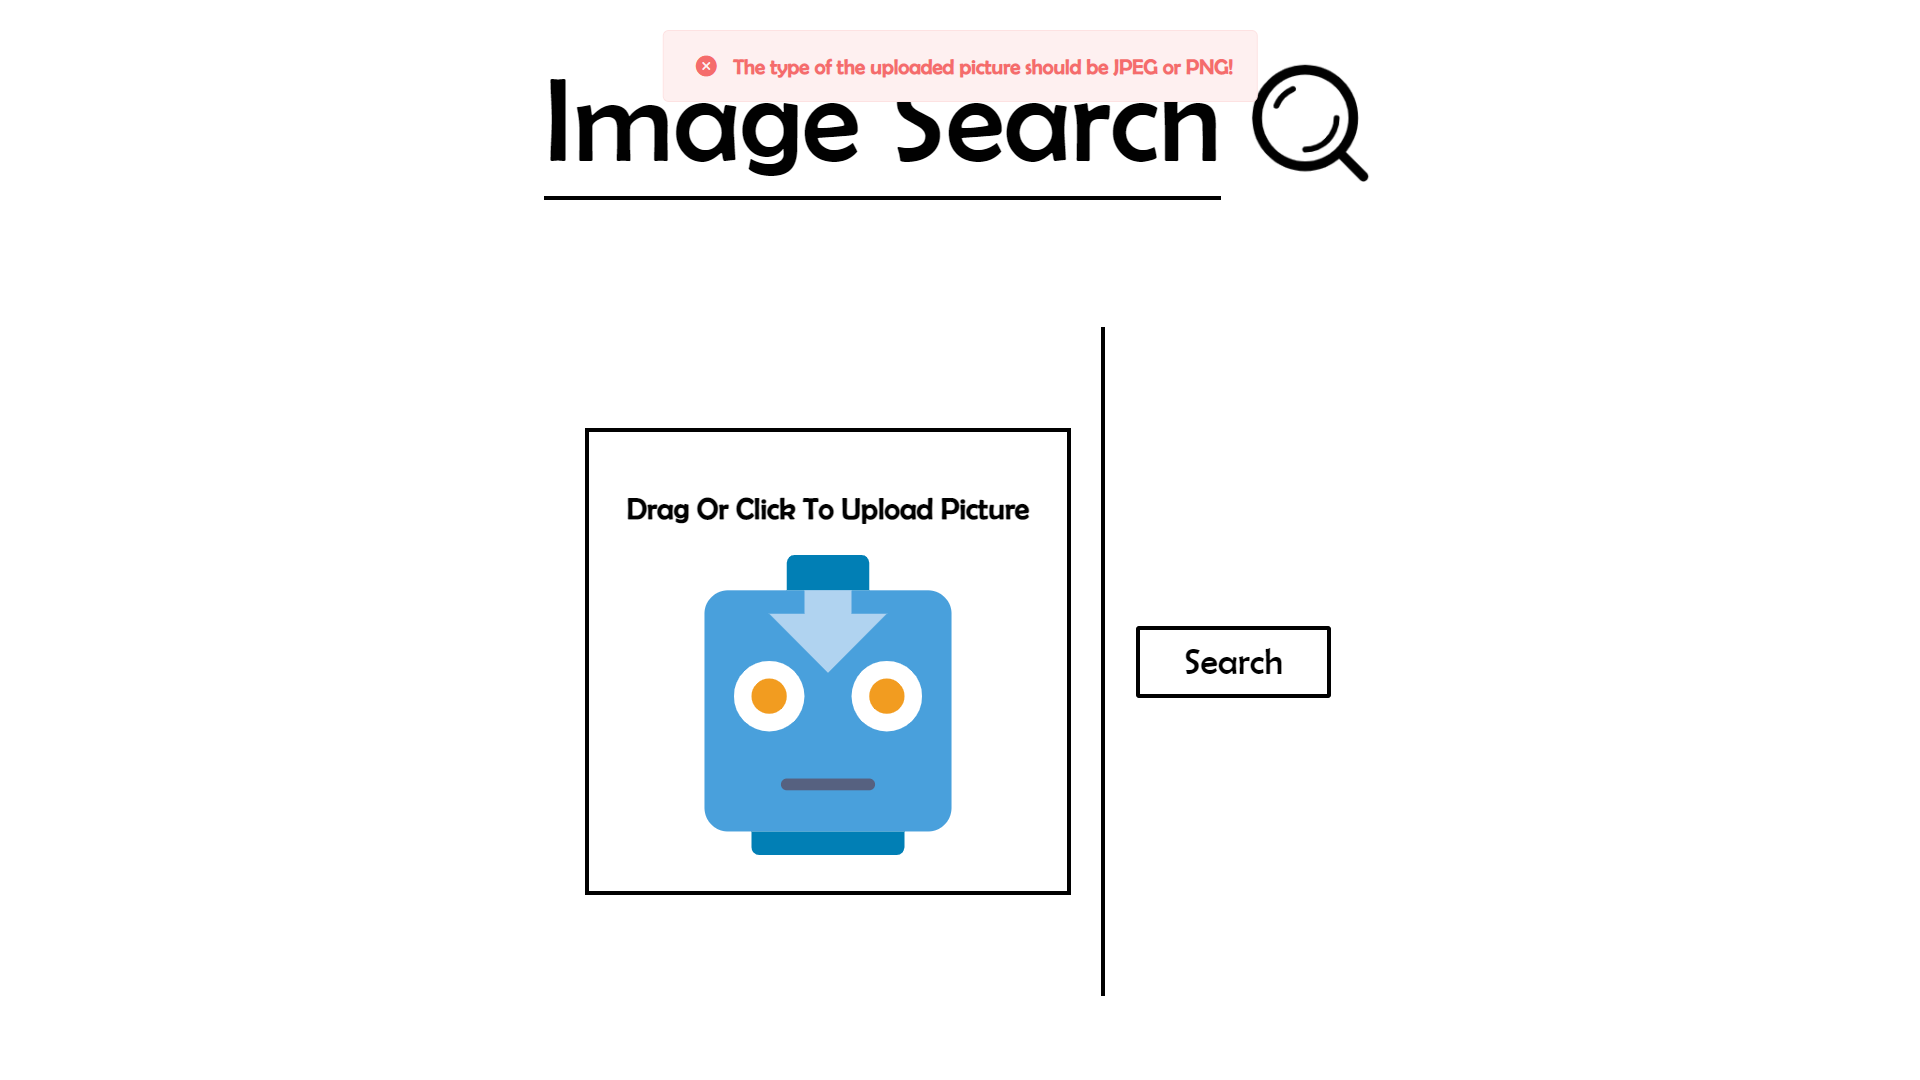 The type of the uploaded picture should be JPEG or PNG!
Image Search
Drag Or Click To Upload Picture
Search